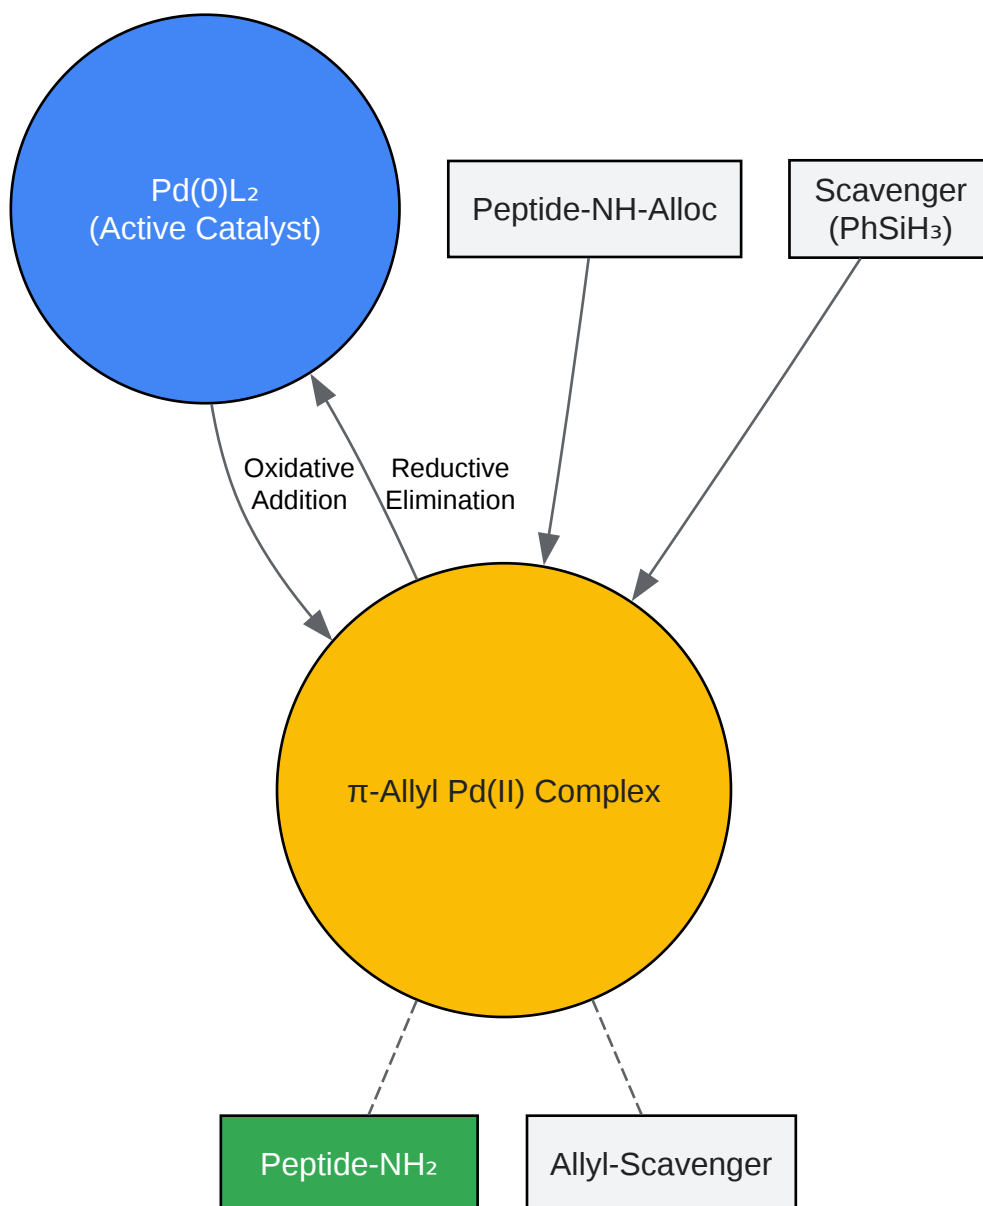 Pd(0)L₂
(Active Catalyst)
Peptide-NH-Alloc
Scavenger
(PhSiH₃)
Oxidative
Addition
Reductive
Elimination
π-Allyl Pd(II) Complex
Peptide-NH₂
Allyl-Scavenger